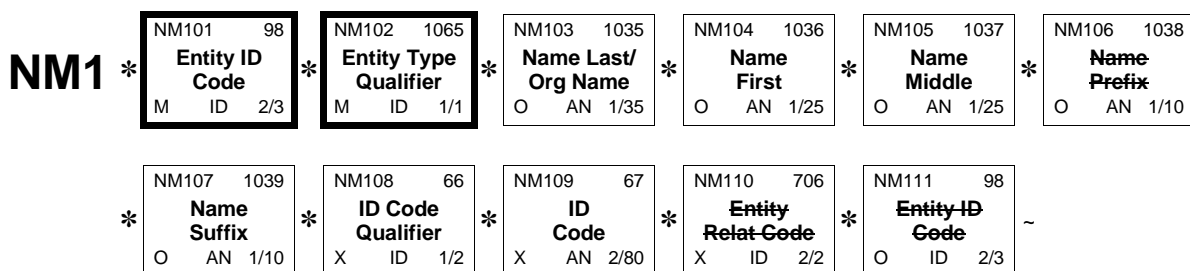 NM1 * NM101 98 * NM102 1065 * NM103 1035 * NM104 1036 * NM105 1037 * NM106 1038
Entity ID Entity Type Name Last/ Name Name Name
Code Qualifier Org Name First Middle Prefix
M ID 2/3 M ID 1/1 O AN 1/35 O AN 1/25 O AN 1/25 O AN 1/10
* NM107 1039 * NM108 66 * NM109 67 * NM110 706 * NM111 98 ~
Name ID Code ID Entity Entity ID
Suffix Qualifier Code Relat Code Code
O AN 1/10 X ID 1/2 X AN 2/80 X ID 2/2 O ID 2/3